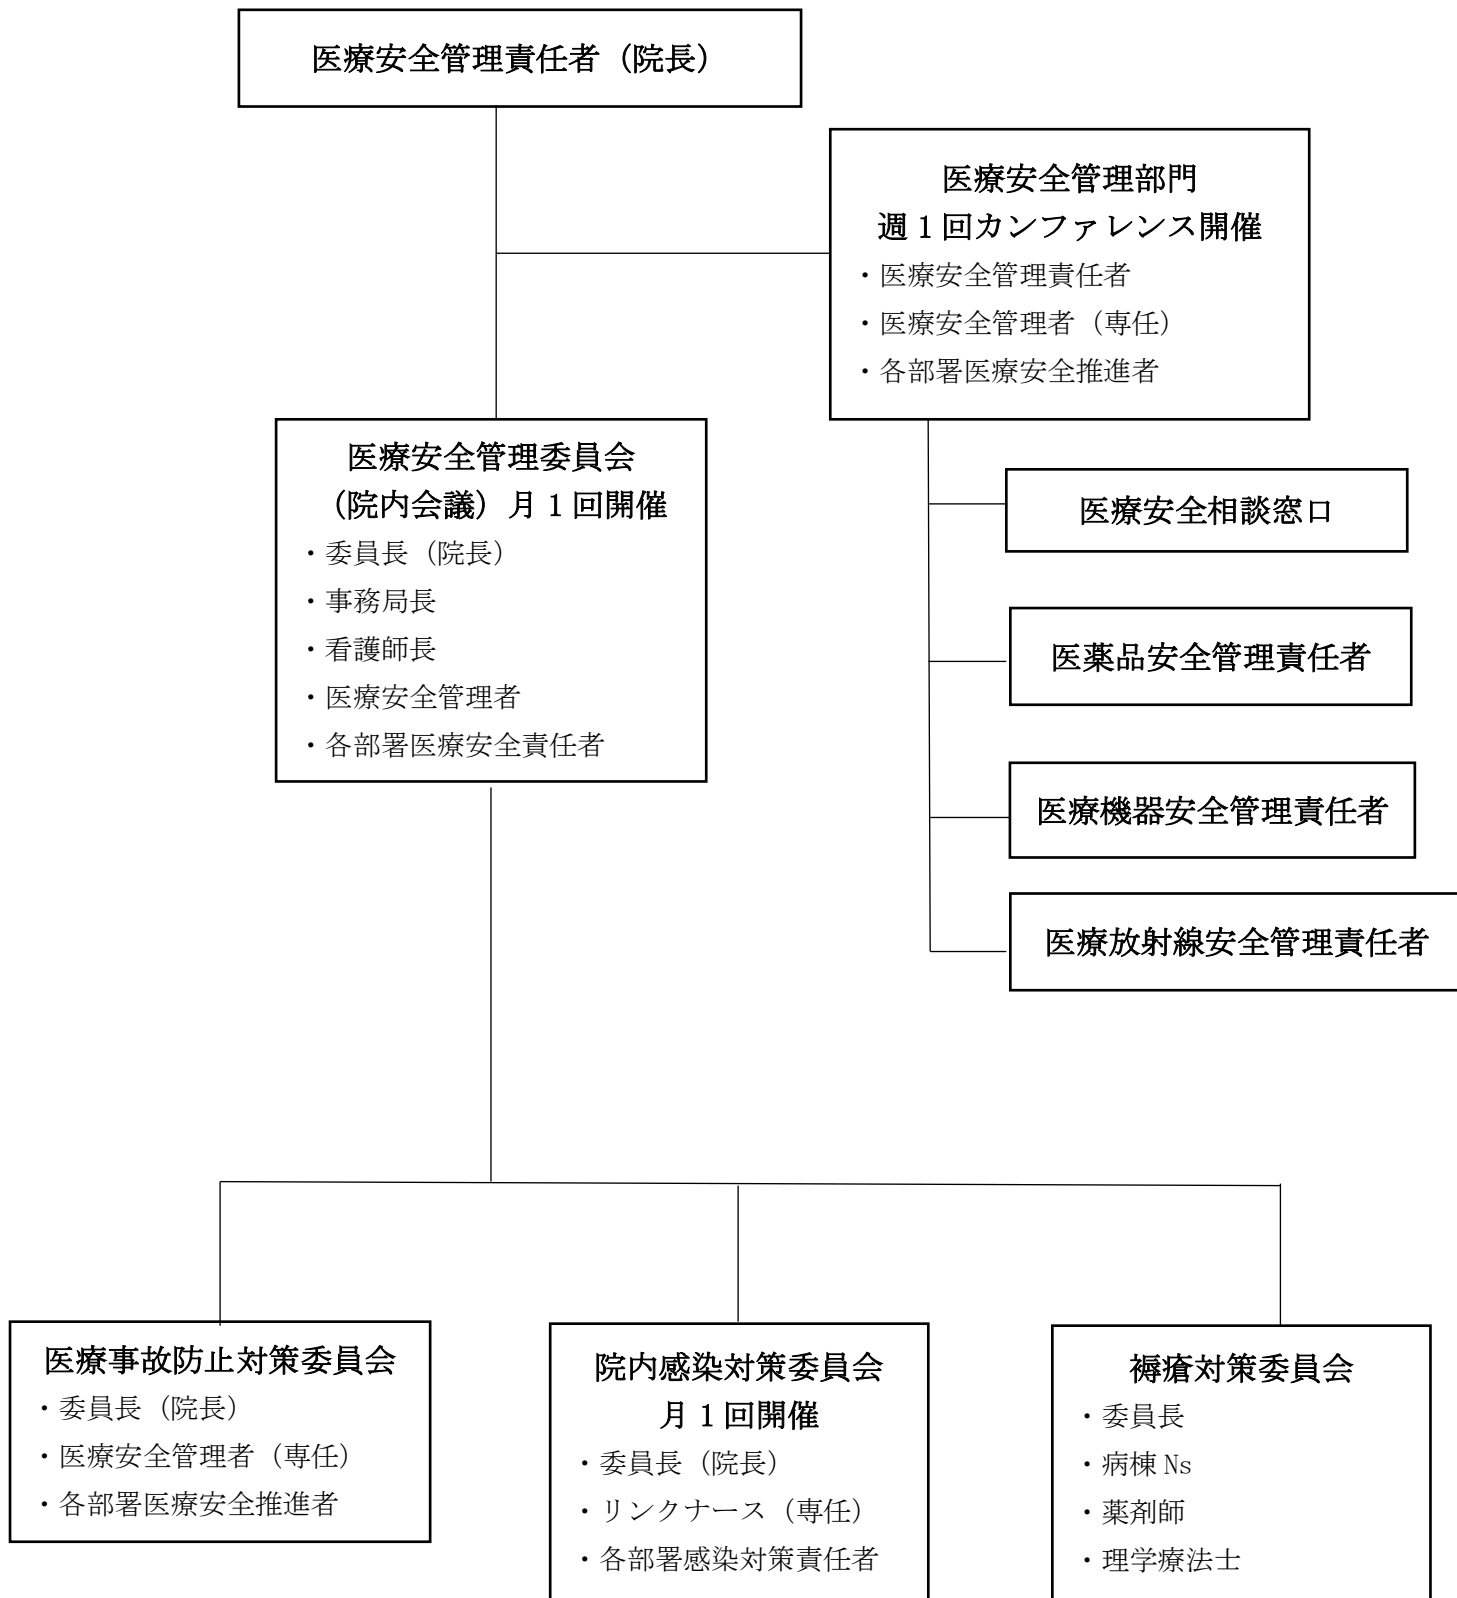 医療安全管理責任者（院長）
医療安全管理部門
週１回カンファレンス開催
・医療安全管理責任者
・医療安全管理者（専任）
・各部署医療安全推進者
医療安全管理委員会
（院内会議）月１回開催
・委員長（院長）
・事務局長
・看護師長
・医療安全管理者
・各部署医療安全責任者
医療安全相談窓口
医薬品安全管理責任者
医療機器安全管理責任者
医療放射線安全管理責任者
医療事故防止対策委員会
・委員長（院長）
・医療安全管理者（専任）
・各部署医療安全推進者
院内感染対策委員会
月１回開催
・委員長（院長）
・リンクナース（専任）
・各部署感染対策責任者
褥瘡対策委員会
・委員長
・病棟 Ns
・薬剤師
・理学療法士